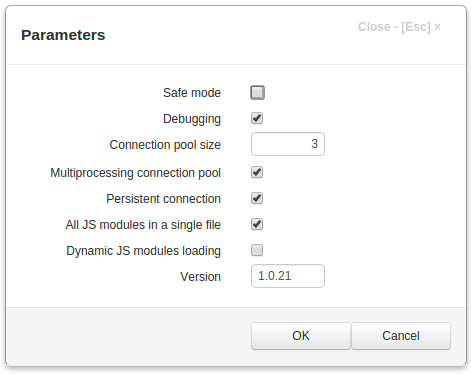 Parameters
Close - [Esc] ×
Safe mode
Debugging
Connection pool size 3
Multiprocessing connection pool
Persistent connection
All JS modules in a single file
Dynamic JS modules loading
Version 1.0.21
OK Cancel